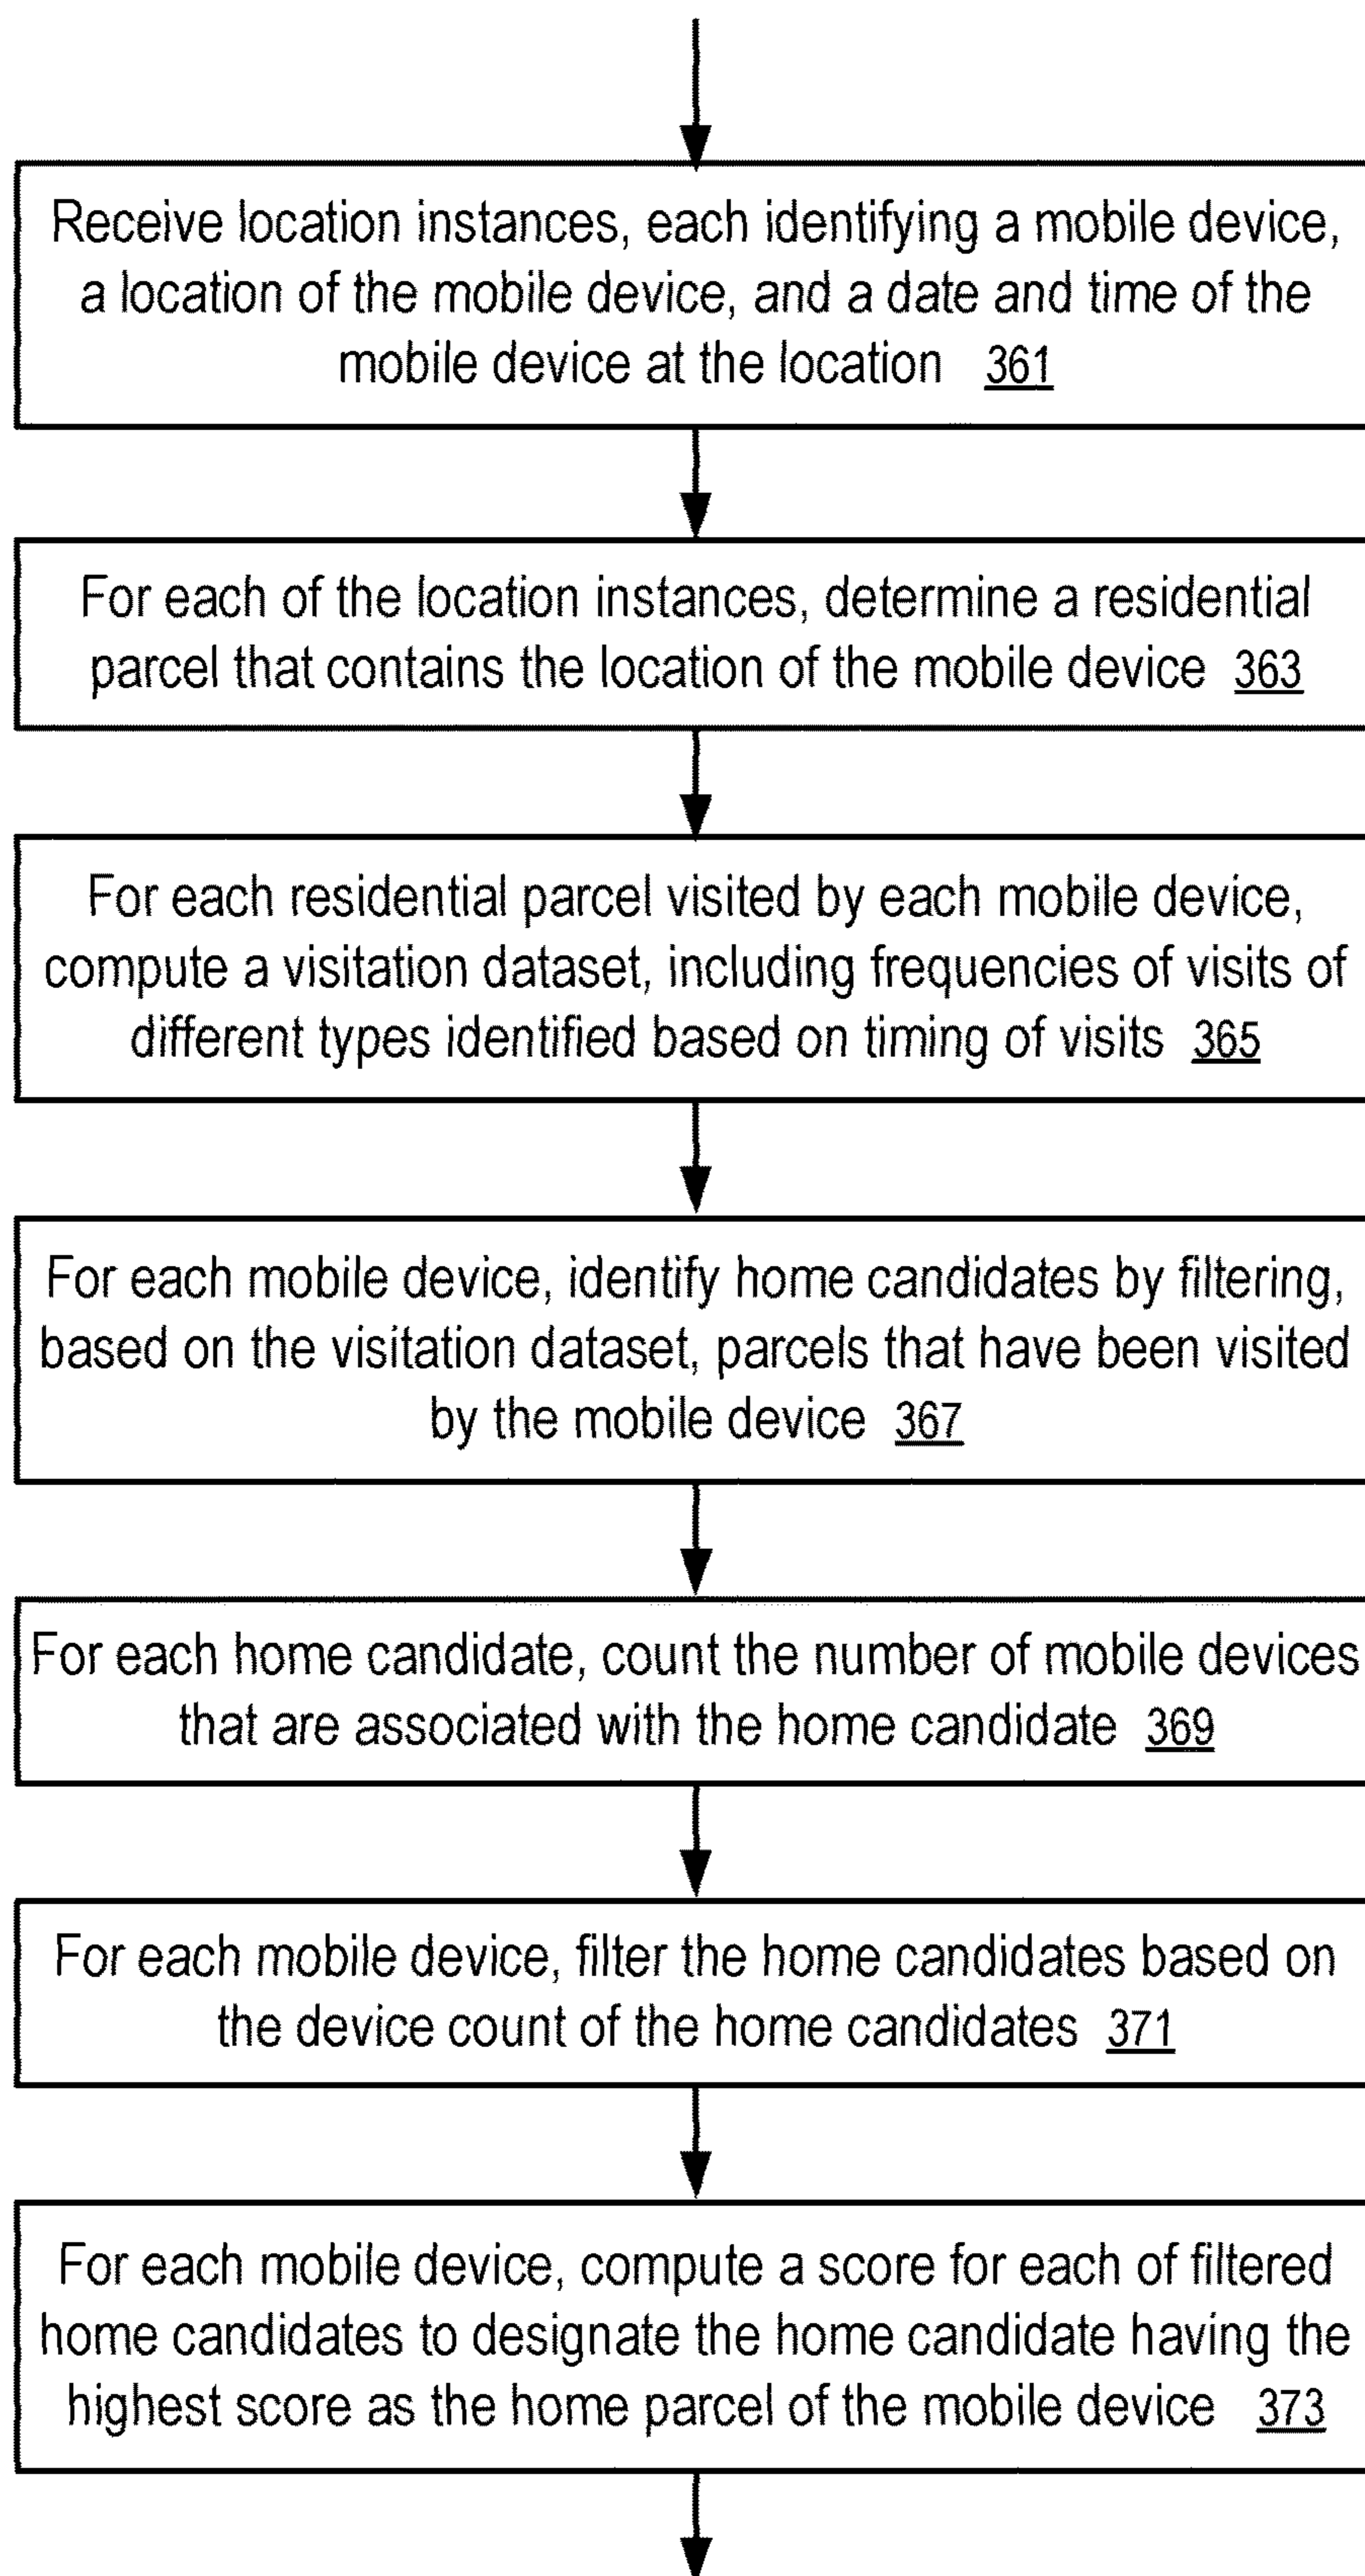 Receive location instances, each identifying a mobile device,
a location of the mobile device, and a date and time of the
mobile device at the location 361
For each of the location instances, determine a residential
parcel that contains the location of the mobile device 363
For each residential parcel visited by each mobile device,
compute a visitation dataset, including frequencies of visits of
different types identified based on timing of visits 365
For each mobile device, identify home candidates by filtering,
based on the visitation dataset, parcels that have been visited
by the mobile device 367
For each home candidate, count the number of mobile devices
that are associated with the home candidate 369
For each mobile device, filter the home candidates based on
the device count of the home candidates 371
For each mobile device, compute a score for each of filtered
home candidates to designate the home candidate having the
highest score as the home parcel of the mobile device 373